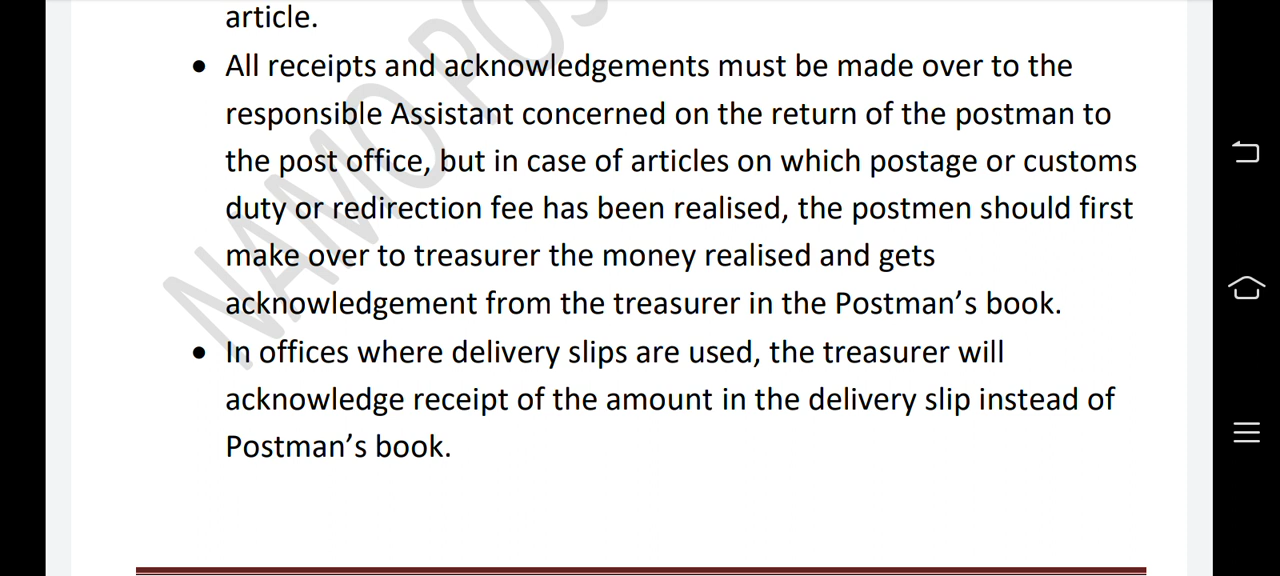 article.
• All receipts and acknowledgements must be made over to the
responsible Assistant concerned on the return of the postman to
the post office, but in case of articles on which postage or customs
duty or redirection fee has been realised, the postmen should first
make over to treasurer the money realised and gets
acknowledgement from the treasurer in the Postman’s book.
• In offices where delivery slips are used, the treasurer will
acknowledge receipt of the amount in the delivery slip instead of
Postman’s book.
NAMO POS